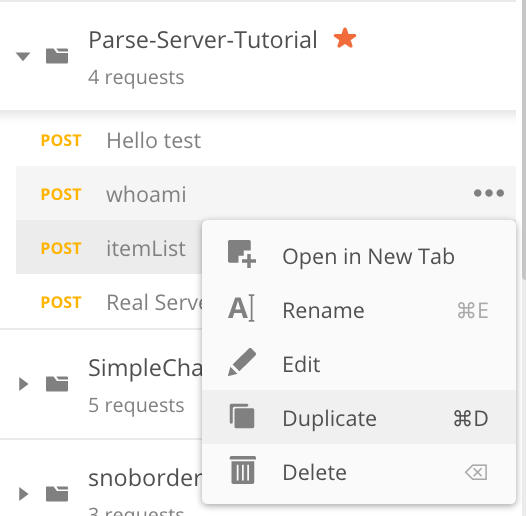 Parse-Server-Tutorial
4 requests
POST Hello test
POST whoami
POST itemList
Open in New Tab
Rename ⌘E
POST Real Serve
Edit
SimpleCha
5 requests
Duplicate ⌘D
Delete
snoborder
3 requests